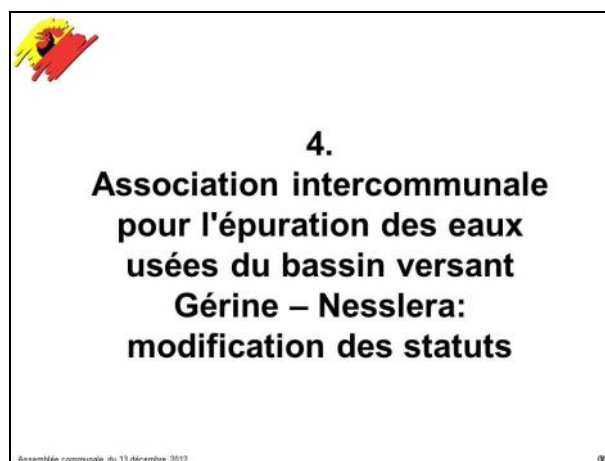 4.
Association intercommunale
pour l'épuration des eaux
usées du bassin versant
Gérine – Nesslera:
modification des statuts
Assemblée communale du 13 décembre 2012